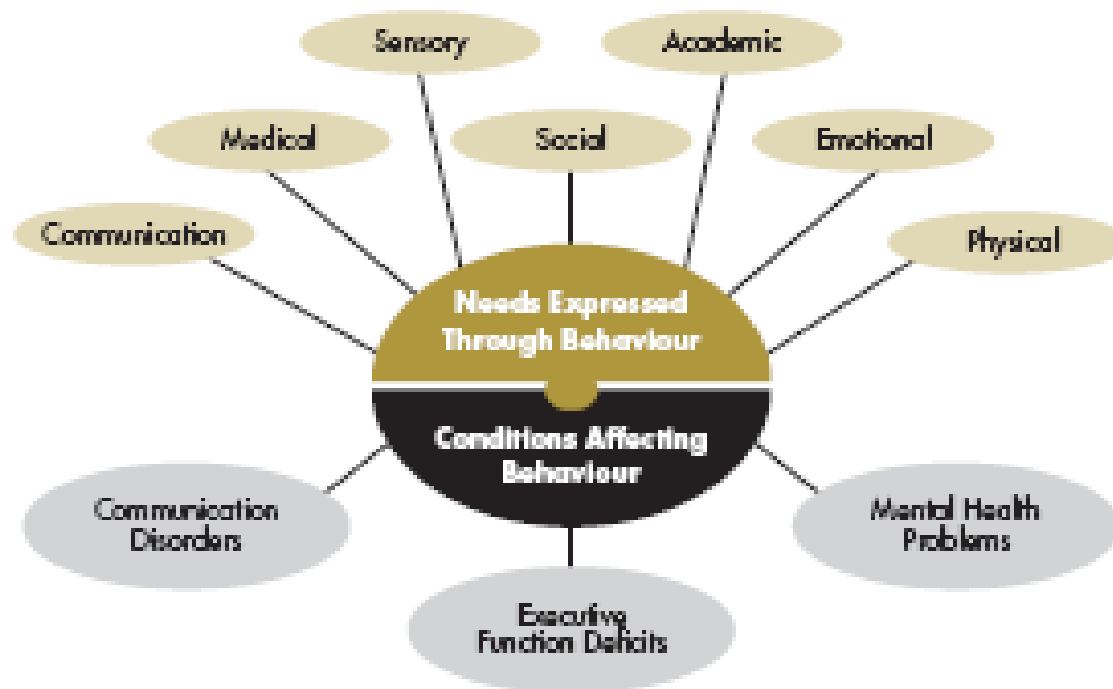 Sensory
Academic
Medical
Social
Emotional
Communication
Physical
Needs Expressed
Through Behaviour
Conditions Affecting
Behaviour
Communication
Disorders
Mental Health
Problems
Executive
Function Deficits